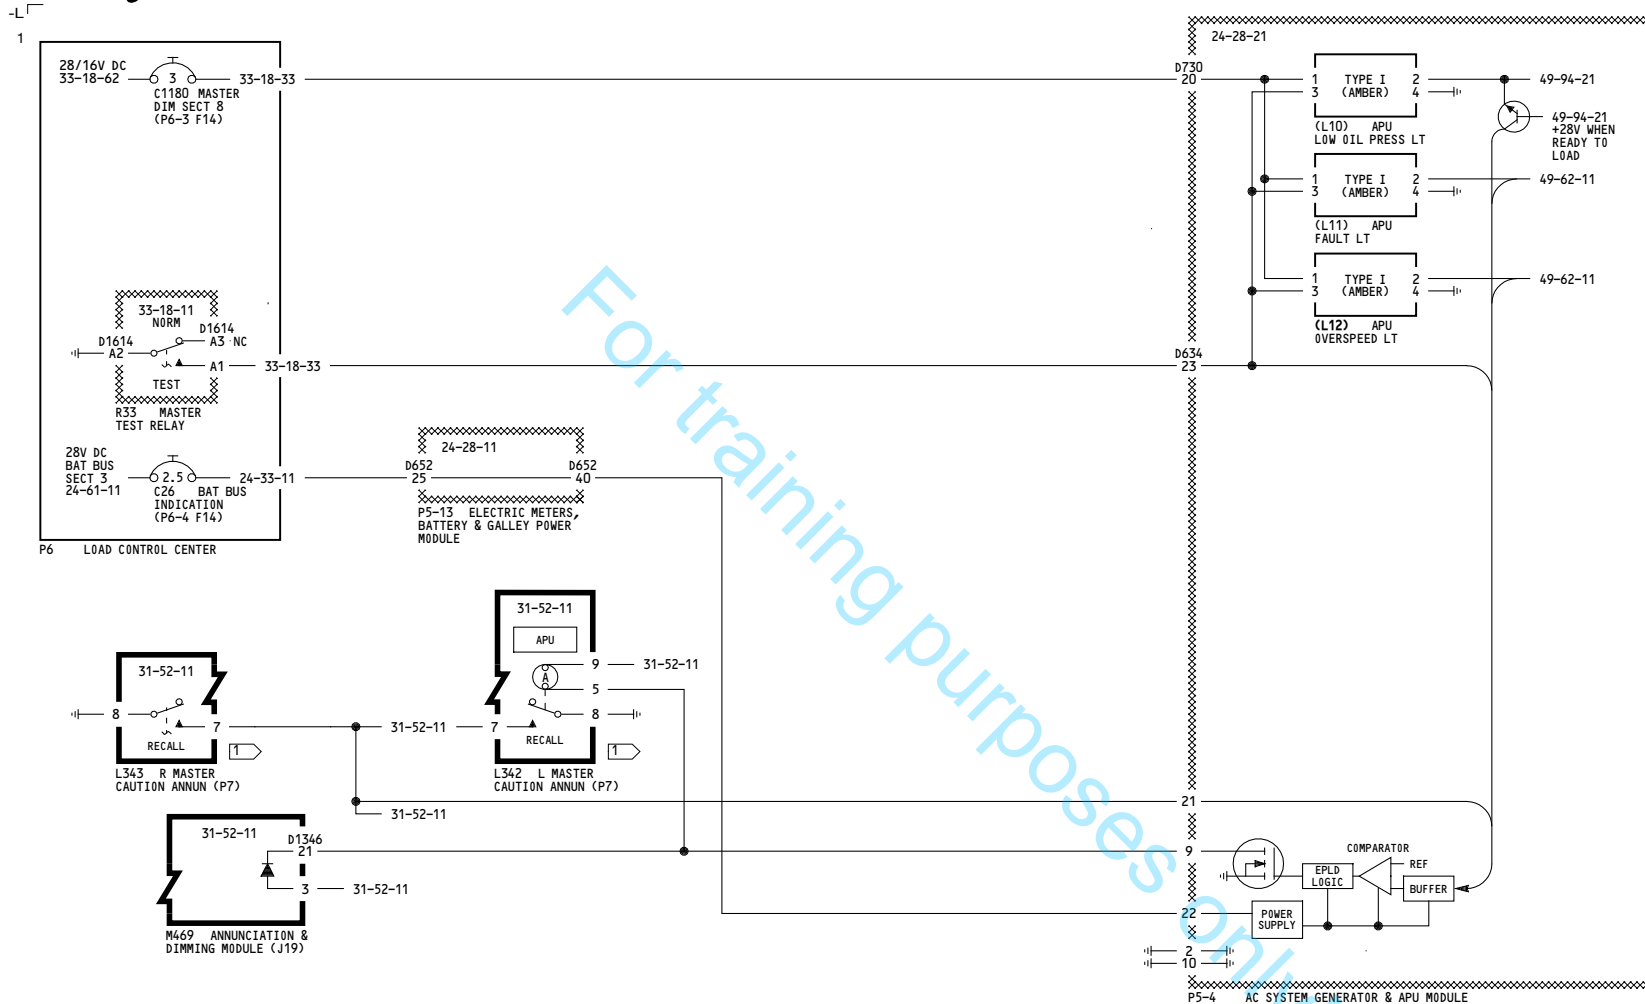 -L
1
28/16V DC
33-18-62
3
33-18-33
C1180 MASTER
DIM SECT 8
(P6-3 F14)
33-18-11
NORM
D1614
A3 NC
D1614
A2
A1
33-18-33
TEST
R33 MASTER
TEST RELAY
28V DC
BAT BUS
SECT 3
24-61-11
2.5
24-33-11
C26 BAT BUS
INDICATION
(P6-4 F14)
P6 LOAD CONTROL CENTER
24-28-11
D652
25
D652
40
P5-13 ELECTRIC METERS,
BATTERY & GALLEY POWER
MODULE
31-52-11
8
7
RECALL
1
L343 R MASTER
CAUTION ANNUN (P7)
31-52-11
31-52-11
31-52-11
APU
A
9
31-52-11
5
8
7
RECALL
1
L342 L MASTER
CAUTION ANNUN (P7)
31-52-11
D1346
21
3
31-52-11
M469 ANNUNCIATION &
DIMMING MODULE (J19)
24-28-21
D730
20
1 TYPE I 2
3 (AMBER) 4
(L10) APU
LOW OIL PRESS LT
49-94-21
49-94-21
+28V WHEN
READY TO
LOAD
1 TYPE I 2
3 (AMBER) 4
(L11) APU
FAULT LT
49-62-11
1 TYPE I 2
3 (AMBER) 4
(L12) APU
OVERSPEED LT
49-62-11
D634
23
21
9
COMPARATOR
REF
EPLD
LOGIC
BUFFER
22
POWER
SUPPLY
2
10
P5-4 AC SYSTEM GENERATOR & APU MODULE
For training purposes only